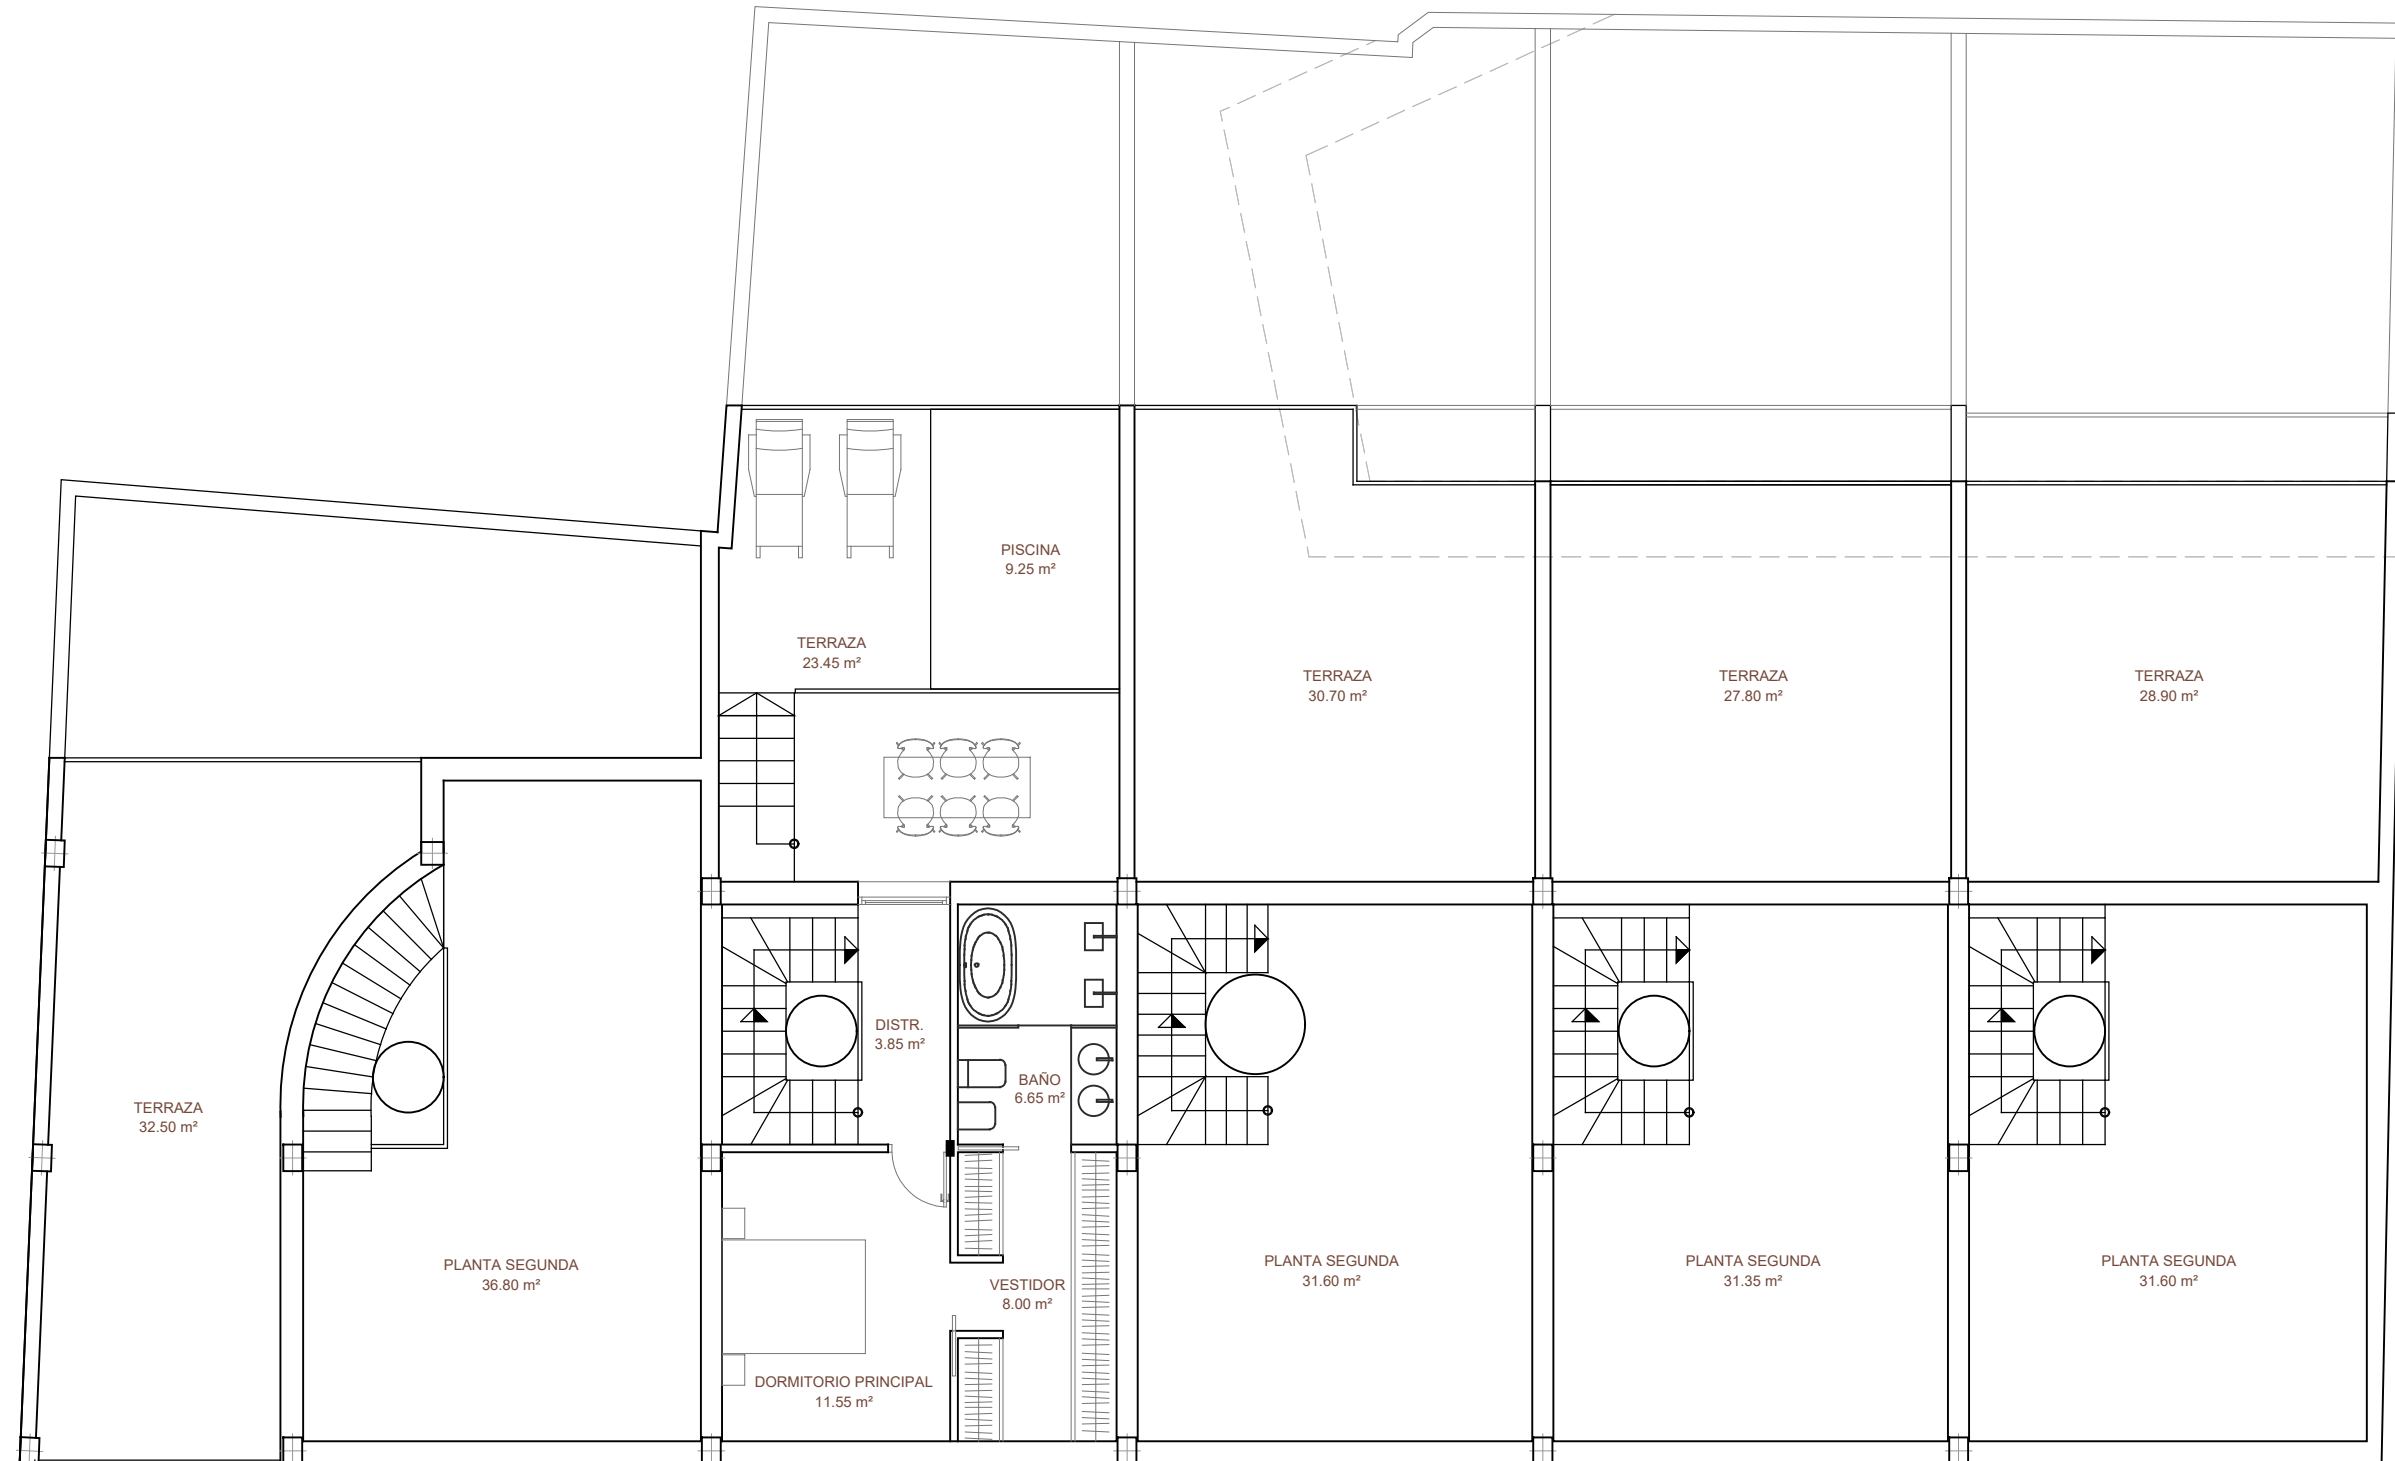 PISCINA
9.25 m²
TERRAZA
23.45 m²
TERRAZA
30.70 m²
TERRAZA
27.80 m²
TERRAZA
28.90 m²
DISTR.
3.85 m²
BAÑO
6.65 m²
TERRAZA
32.50 m²
PLANTA SEGUNDA
36.80 m²
VESTIDOR
8.00 m²
PLANTA SEGUNDA
31.60 m²
PLANTA SEGUNDA
31.35 m²
PLANTA SEGUNDA
31.60 m²
DORMITORIO PRINCIPAL
11.55 m²